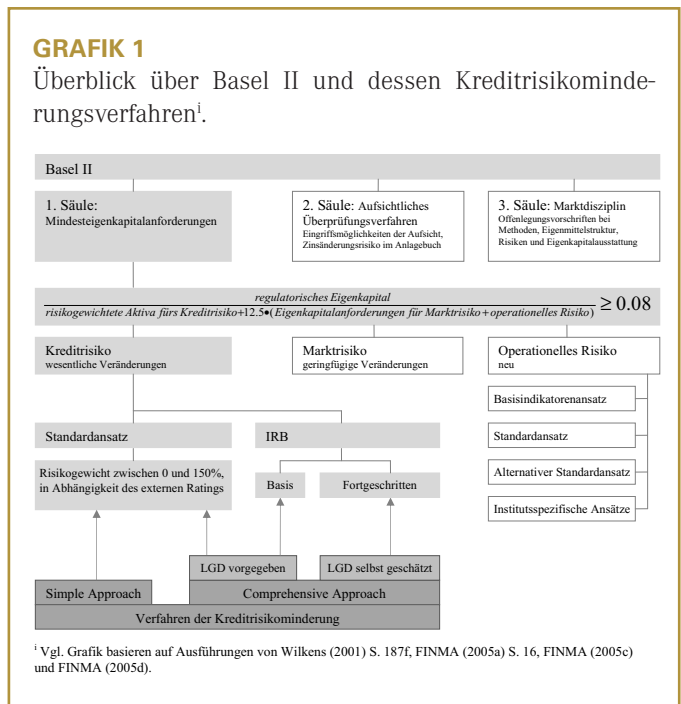 GRAFIK 1
Überblick über Basel II und dessen Kreditrisikominde-
rungsverfahrenⁱ.
Basel II
1. Säule:
Mindesteigenkapitalanforderungen
2. Säule: Aufsichtliches
Überprüfungsverfahren
Eingriffsmöglichkeiten der Aufsicht,
Zinsänderungsrisiko im Anlagebuch
3. Säule: Marktdisziplin
Offenlegungsvorschriften bei
Methoden, Eigenmittelstruktur,
Risiken und Eigenkapitalausstattung
regulatorisches Eigenkapital
risikogewichtete Aktiva fürs Kreditrisiko+12.5•(Eigenkapitalanforderungen für Marktrisiko+operationelles Risiko)
≥ 0.08
Kreditrisiko
wesentliche Veränderungen
Marktrisiko
geringfügige Veränderungen
Operationelles Risiko
neu
Basisindikatorenansatz
Standardansatz
Alternativer Standardansatz
Institutsspezifische Ansätze
Standardansatz
IRB
Risikogewicht zwischen 0 und 150%,
in Abhängigkeit des externen Ratings
Basis
Fortgeschritten
LGD vorgegeben
LGD selbst geschätzt
Simple Approach
Comprehensive Approach
Verfahren der Kreditrisikominderung
ⁱ Vgl. Grafik basieren auf Ausführungen von Wilkens (2001) S. 187f, FINMA (2005a) S. 16, FINMA (2005c)
und FINMA (2005d).